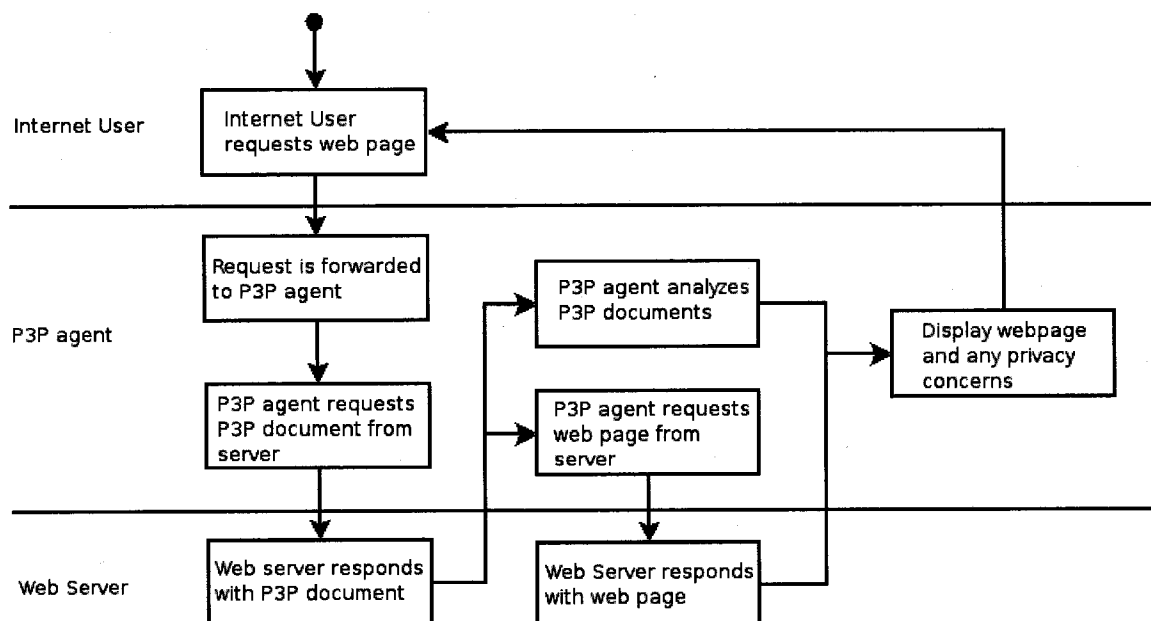 Internet User
Internet User
requests web page
P3P agent
Request is forwarded
to P3P agent
P3P agent requests
P3P document from
server
P3P agent analyzes
P3P documents
P3P agent requests
web page from
server
Display webpage
and any privacy
concerns
Web Server
Web server responds
with P3P document
Web Server responds
with web page